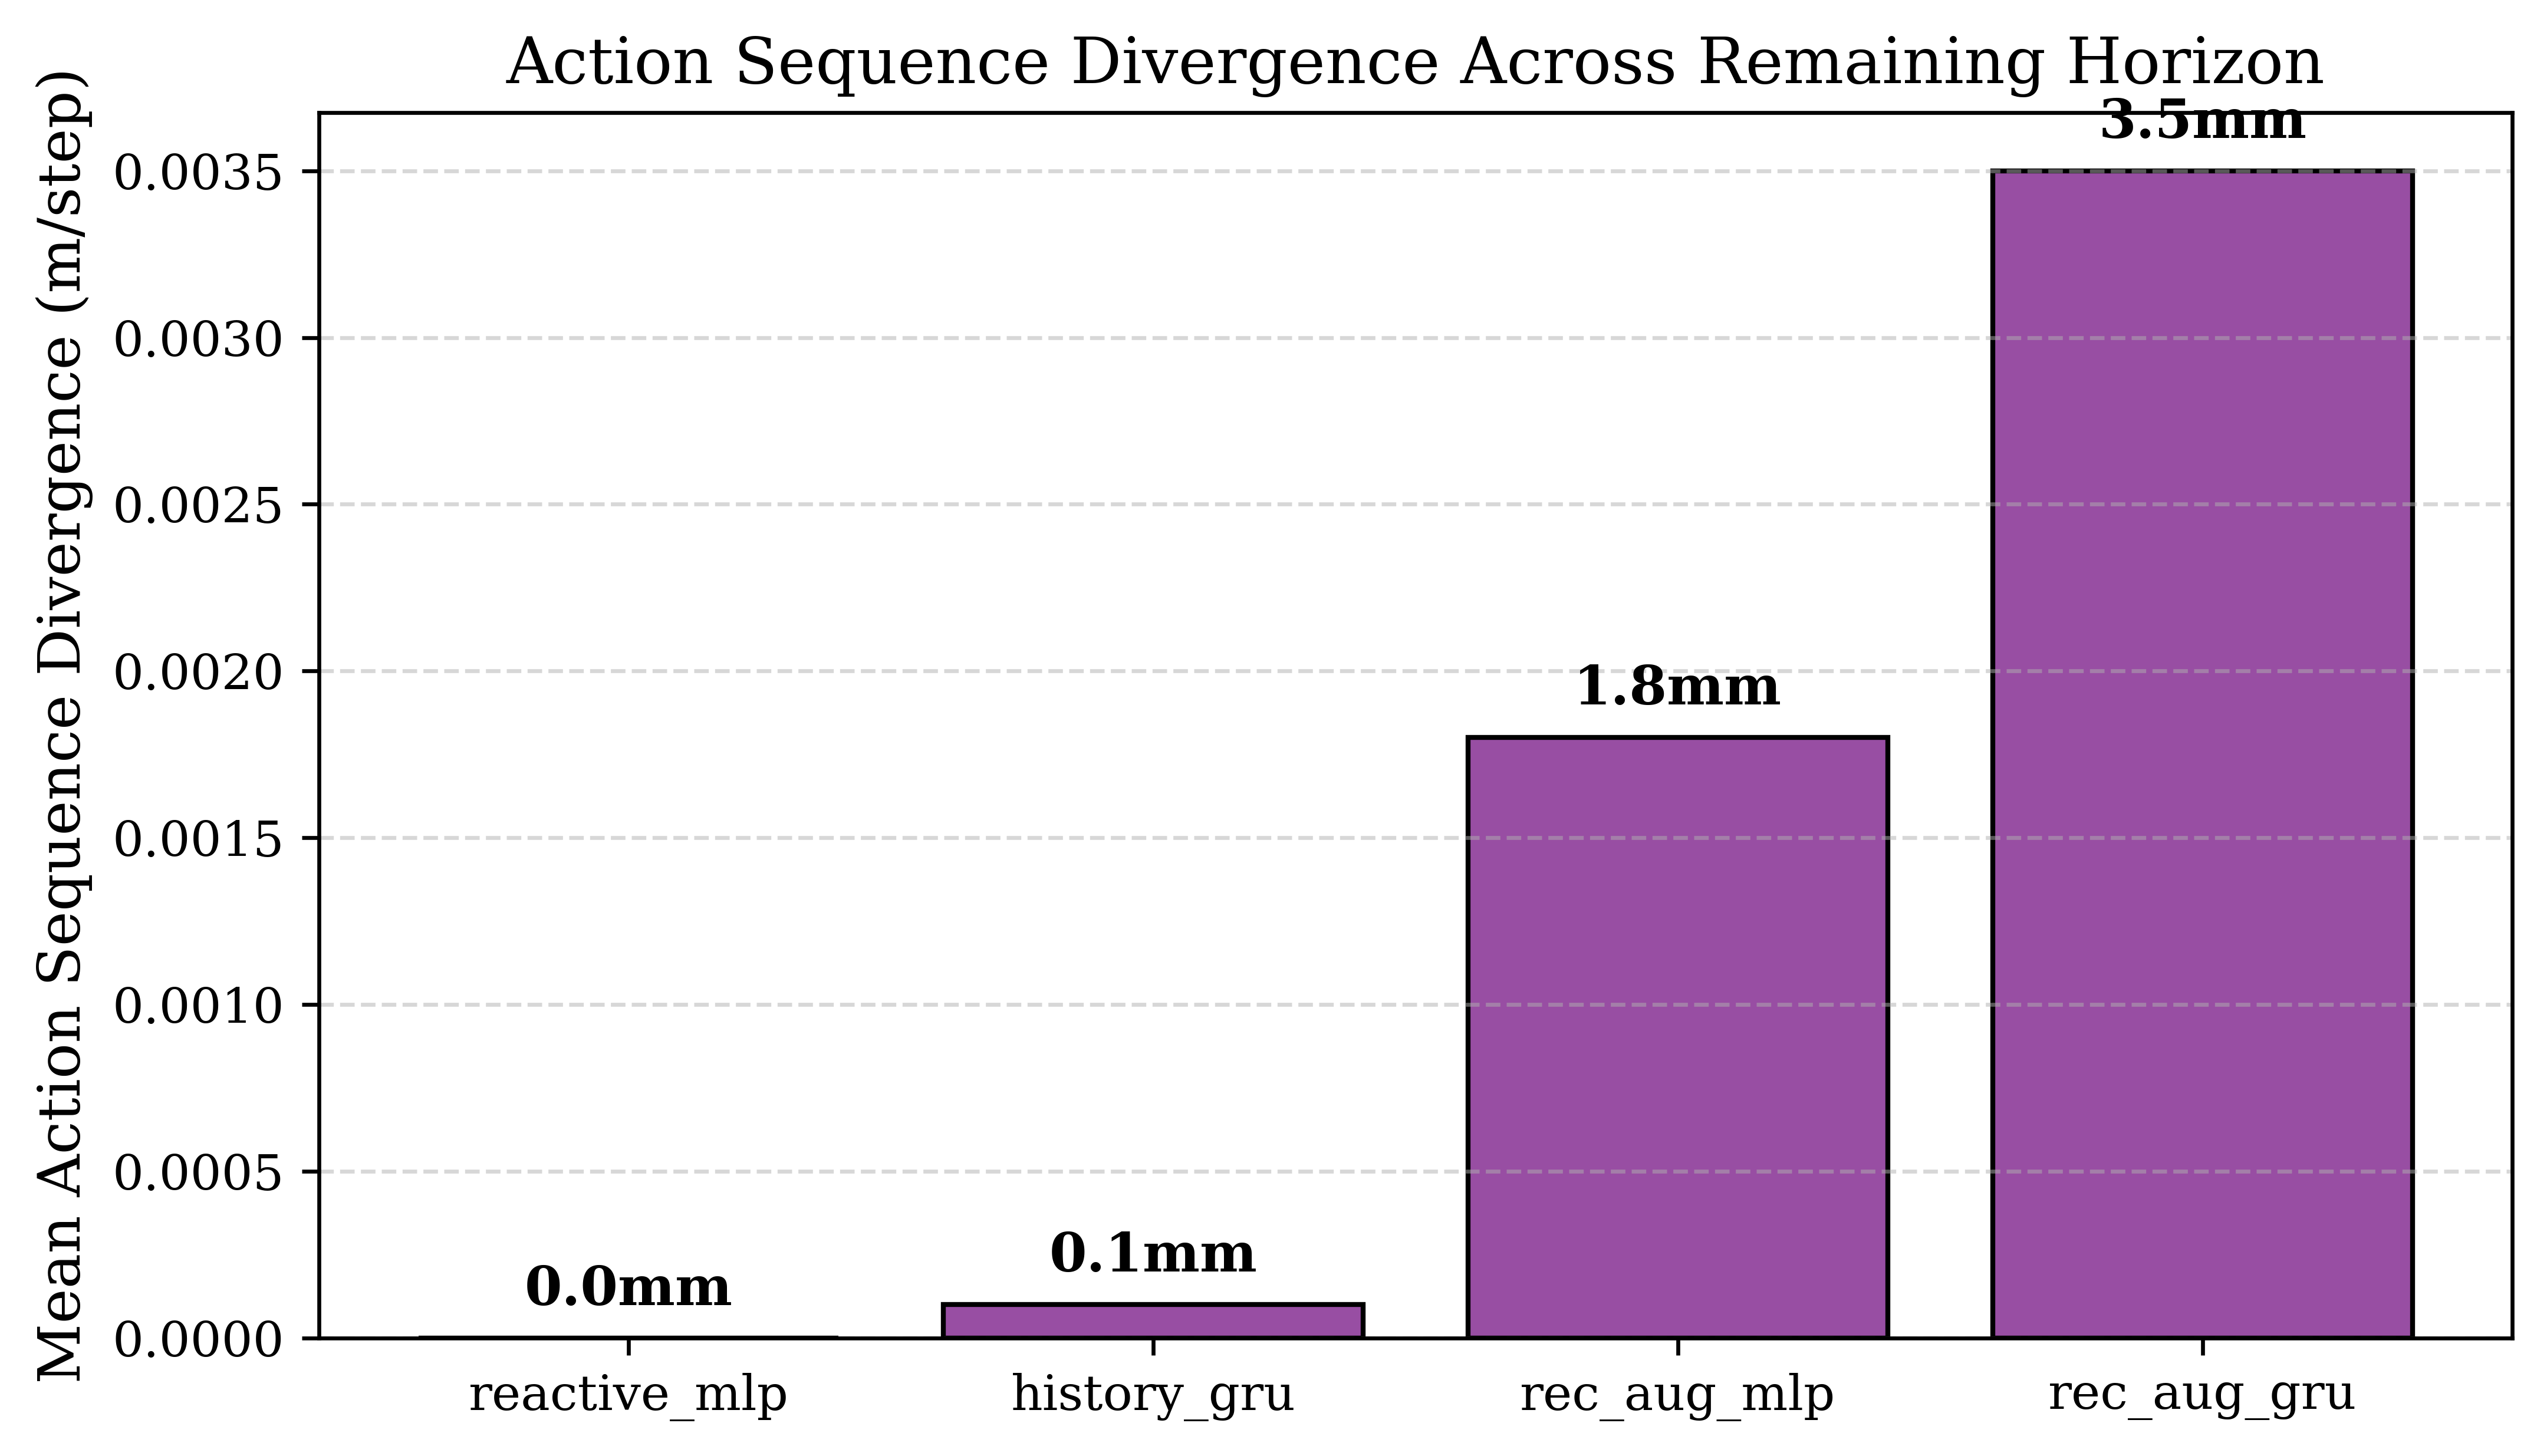 Action Sequence Divergence Across Remaining Horizon
Mean Action Sequence Divergence (m/step)
0.0035
0.0030
0.0025
0.0020
0.0015
0.0010
0.0005
0.0000
0.0mm
0.1mm
1.8mm
3.5mm
reactive_mlp
history_gru
rec_aug_mlp
rec_aug_gru